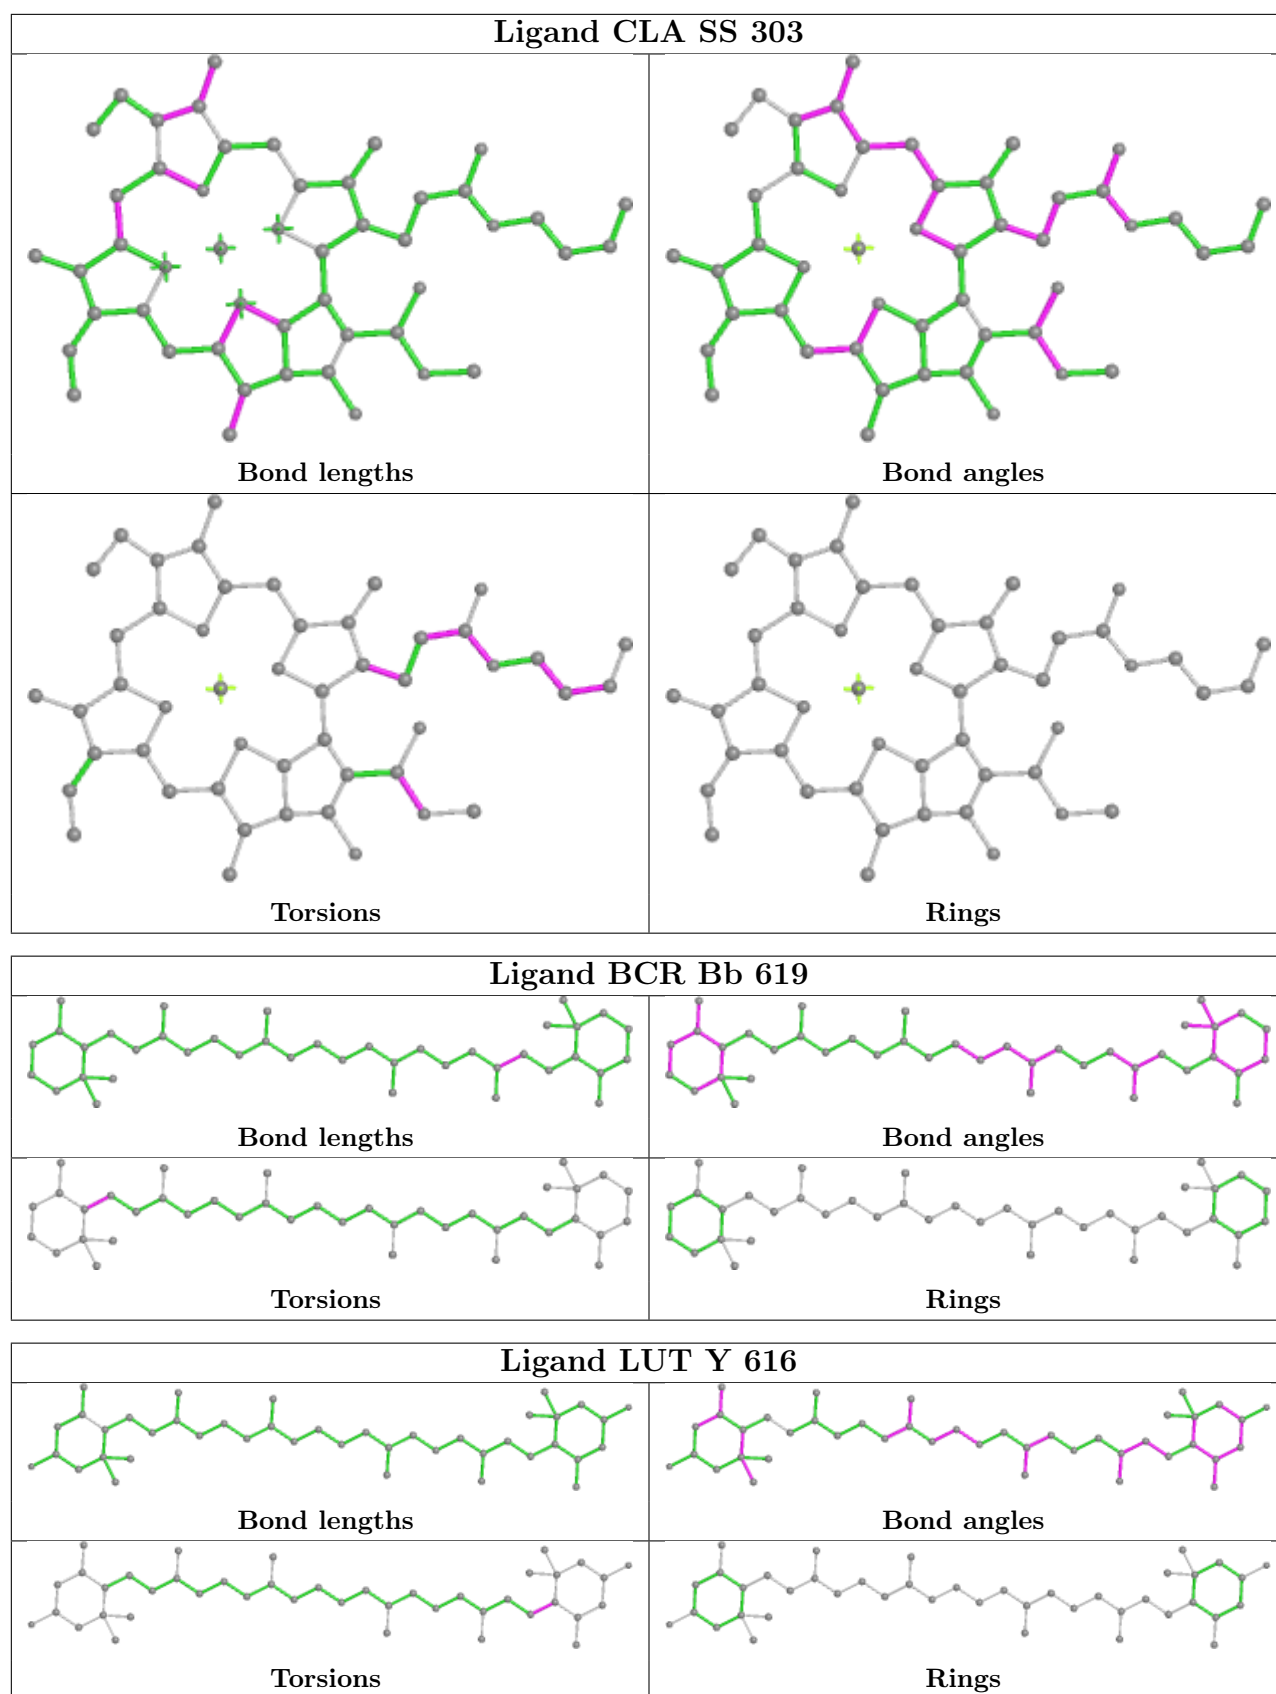 Ligand CLA SS 303
Bond lengths
Bond angles
Torsions
Rings
Ligand BCR Bb 619
Bond lengths
Bond angles
Torsions
Rings
Ligand LUT Y 616
Bond lengths
Bond angles
Torsions
Rings